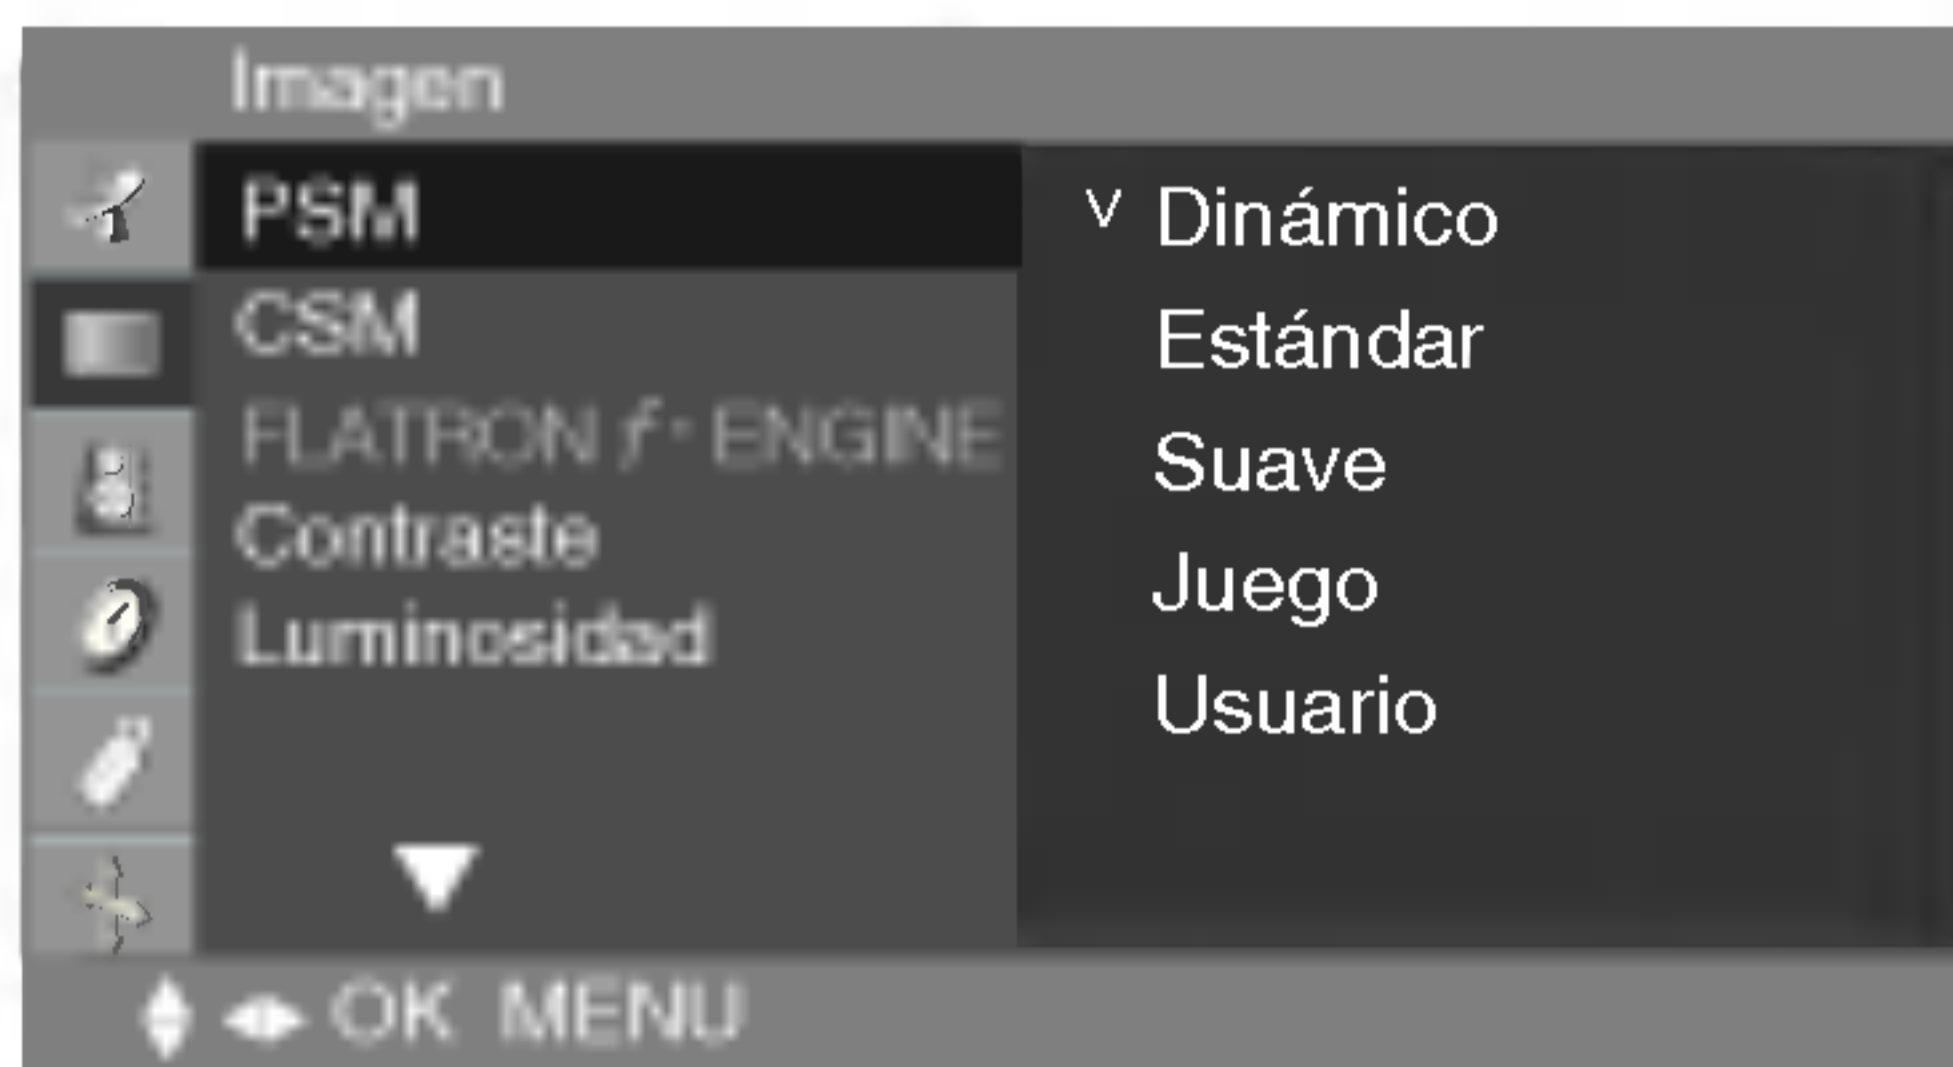 Imagen
PSM
CSM
FLATRON f - ENGINE
Contraste
Luminosidad
v Dinámico
Estándar
Suave
Juego
Usuario
OK MENU